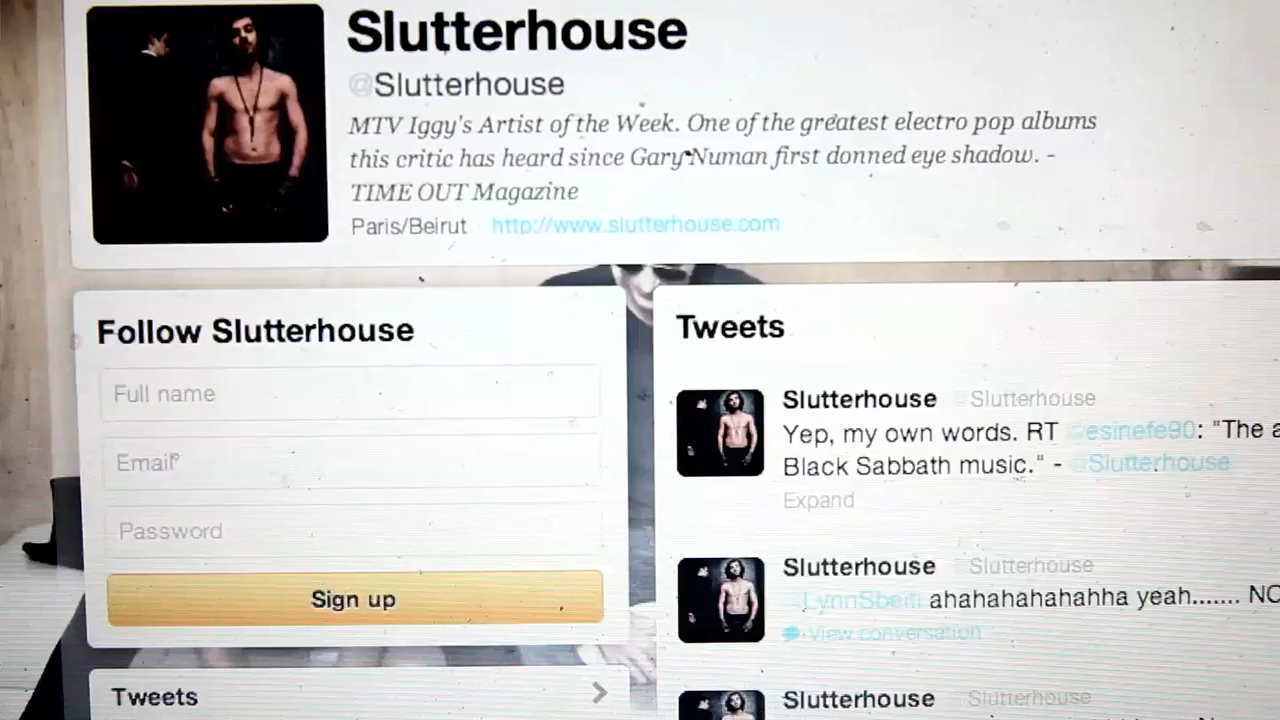 Slutterhouse
@Slutterhouse
MTV Iggy's Artist of the Week. One of the greatest electro pop albums
this critic has heard since Gary Numan first donned eye shadow. -
TIME OUT Magazine
Paris/Beirut http://www.slutterhouse.com
Follow Slutterhouse
Full name
Email
Password
Sign up
Tweets
Tweets
Slutterhouse @Slutterhouse
Yep, my own words. RT @esinefe90: "The
Black Sabbath music." - @Slutterhouse
Expand
Slutterhouse @Slutterhouse
@LynnSbeiti ahahahahahahha yeah....... NO
View conversation
Slutterhouse @Slutterhouse